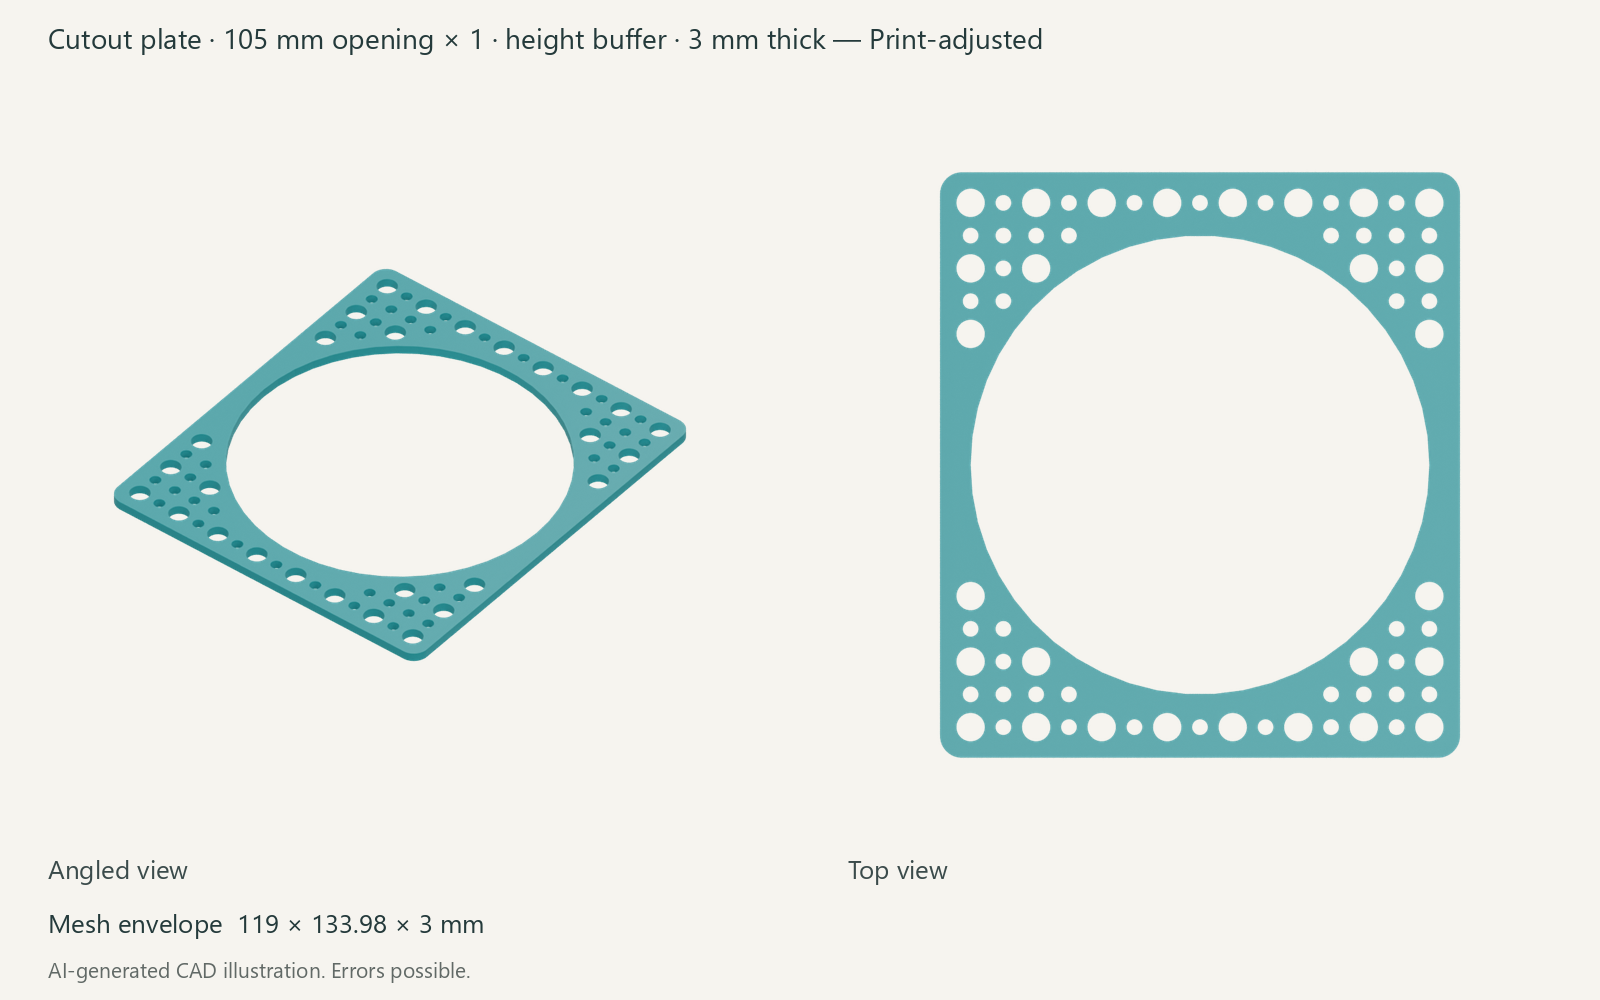 Cutout plate · 105 mm opening × 1 · height buffer · 3 mm thick — Print-adjusted
Angled view
Top view
Mesh envelope 119 × 133.98 × 3 mm
AI-generated CAD illustration. Errors possible.